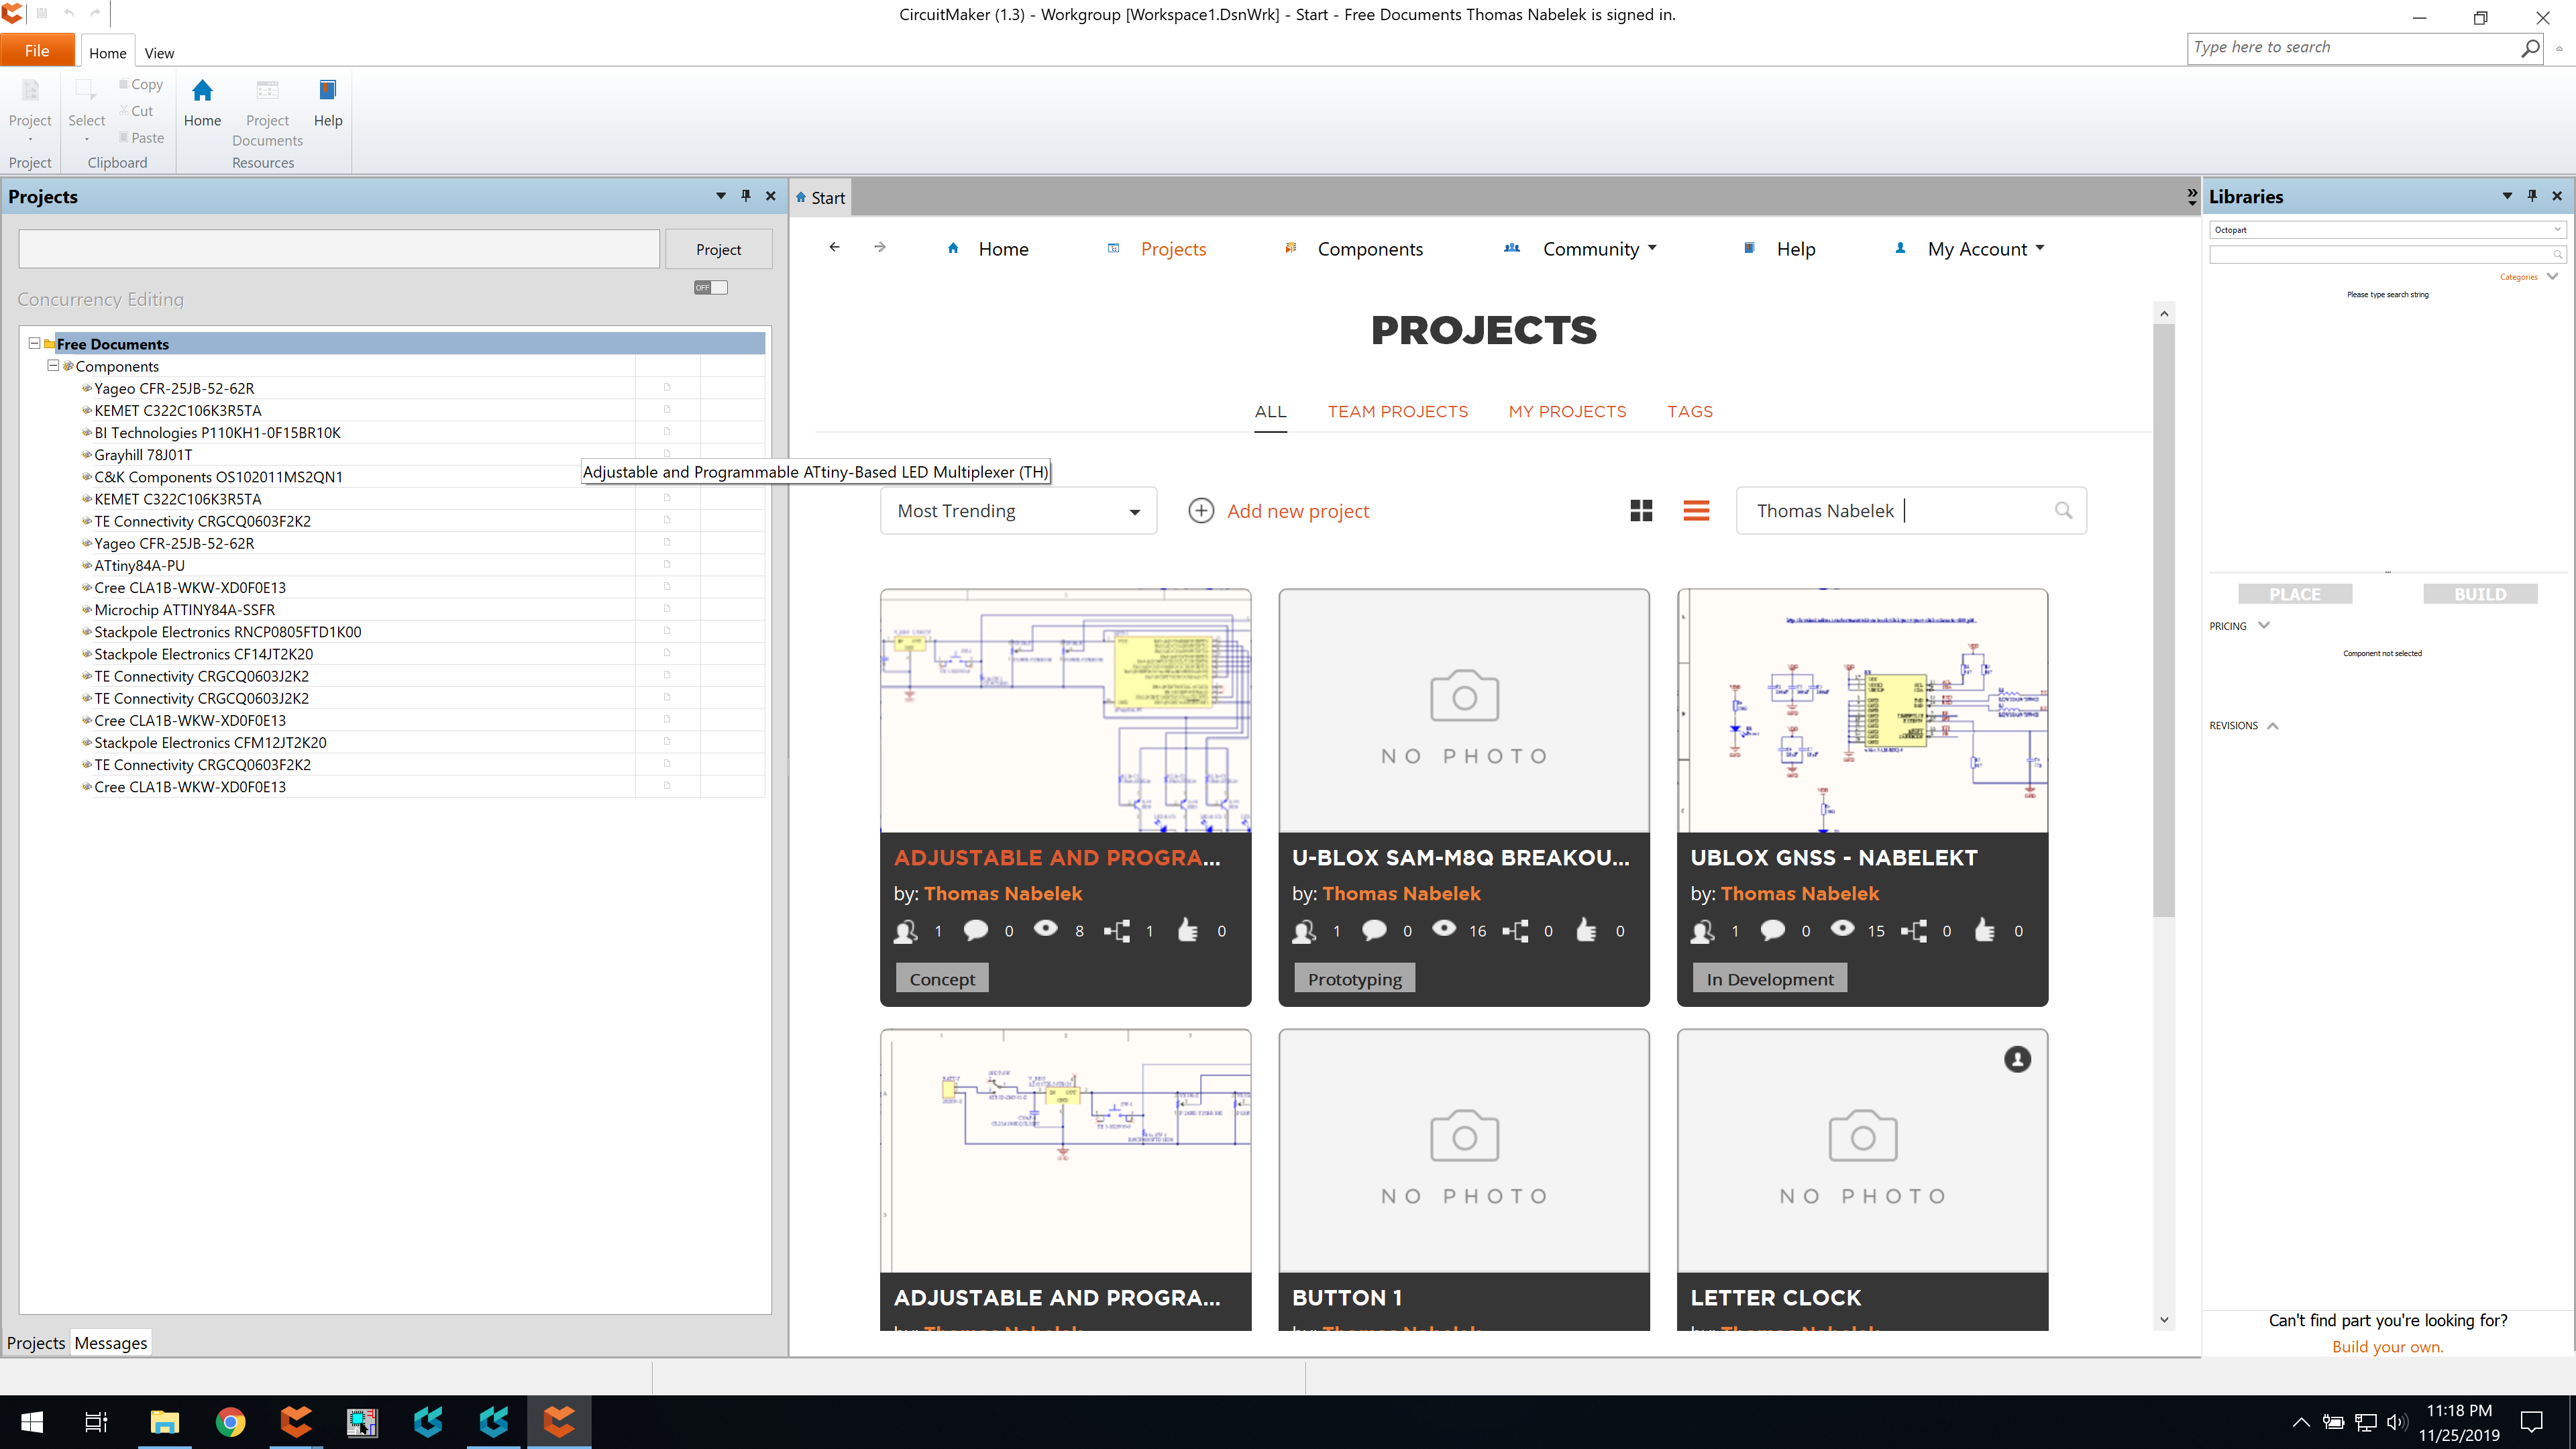 CircuitMaker (1.3) - Workgroup [Workspace1.DsnWrk] - Start - Free Documents Thomas Nabelek is signed in.
File
Home
View
Type here to search
Project
Select
Copy
Cut
Paste
Home
Project
Documents
Help
Project
Clipboard
Resources
Projects
Project
OFF
Concurrency Editing
Free Documents
Components
Yageo CFR-25JB-52-62R
KEMET C322C106K3R5TA
BI Technologies P110KH1-0F15BR10K
Grayhill 78J01T
C&K Components OS102011MS2QN1
KEMET C322C106K3R5TA
TE Connectivity CRGCQ0603F2K2
Yageo CFR-25JB-52-62R
ATtiny84A-PU
Cree CLA1B-WKW-XD0F0E13
Microchip ATTINY84A-SSFR
Stackpole Electronics RNCP0805FTD1K00
Stackpole Electronics CF14JT2K20
TE Connectivity CRGCQ0603J2K2
TE Connectivity CRGCQ0603J2K2
Cree CLA1B-WKW-XD0F0E13
Stackpole Electronics CFM12JT2K20
TE Connectivity CRGCQ0603F2K2
Cree CLA1B-WKW-XD0F0E13
Projects
Messages
Start
Home
Projects
Components
Community
Help
My Account
PROJECTS
ALL
TEAM PROJECTS
MY PROJECTS
TAGS
Adjustable and Programmable ATtiny-Based LED Multiplexer (TH)
Most Trending
Add new project
Thomas Nabelek
ADJUSTABLE AND PROGRA...
by: Thomas Nabelek
1 0 8 1 0
Concept
NO PHOTO
U-BLOX SAM-M8Q BREAKOU...
by: Thomas Nabelek
1 0 16 0 0
Prototyping
UBLOX GNSS - NABELEKT
by: Thomas Nabelek
1 0 15 0 0
In Development
ADJUSTABLE AND PROGRA...
by: Thomas Nabelek
NO PHOTO
BUTTON 1
by: Thomas Nabelek
NO PHOTO
LETTER CLOCK
by: Thomas Nabelek
Libraries
Octopart
Categories
Please type search string
PLACE
BUILD
PRICING
Component not selected
REVISIONS
Can't find part you're looking for?
Build your own.
11:18 PM
11/25/2019